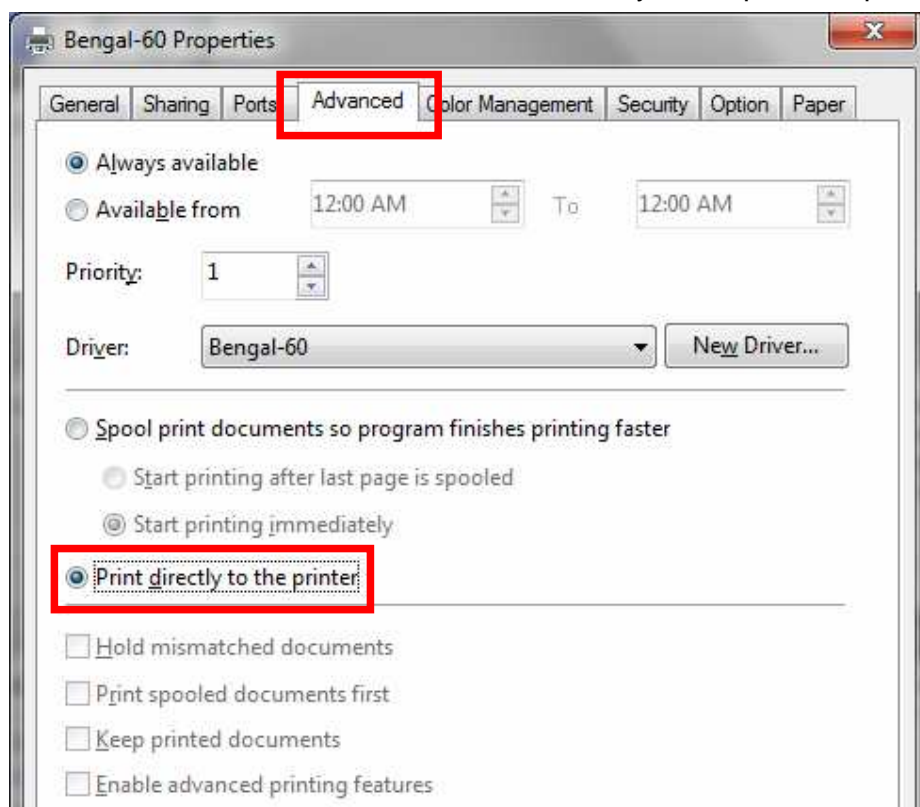 Bengal-60 Properties
General Sharing Ports Advanced Color Management Security Option Paper
Always available
Available from 12:00 AM To 12:00 AM
Priority: 1
Driver: Bengal-60 New Driver...
Spool print documents so program finishes printing faster
Start printing after last page is spooled
Start printing immediately
Print directly to the printer
Hold mismatched documents
Print spooled documents first
Keep printed documents
Enable advanced printing features